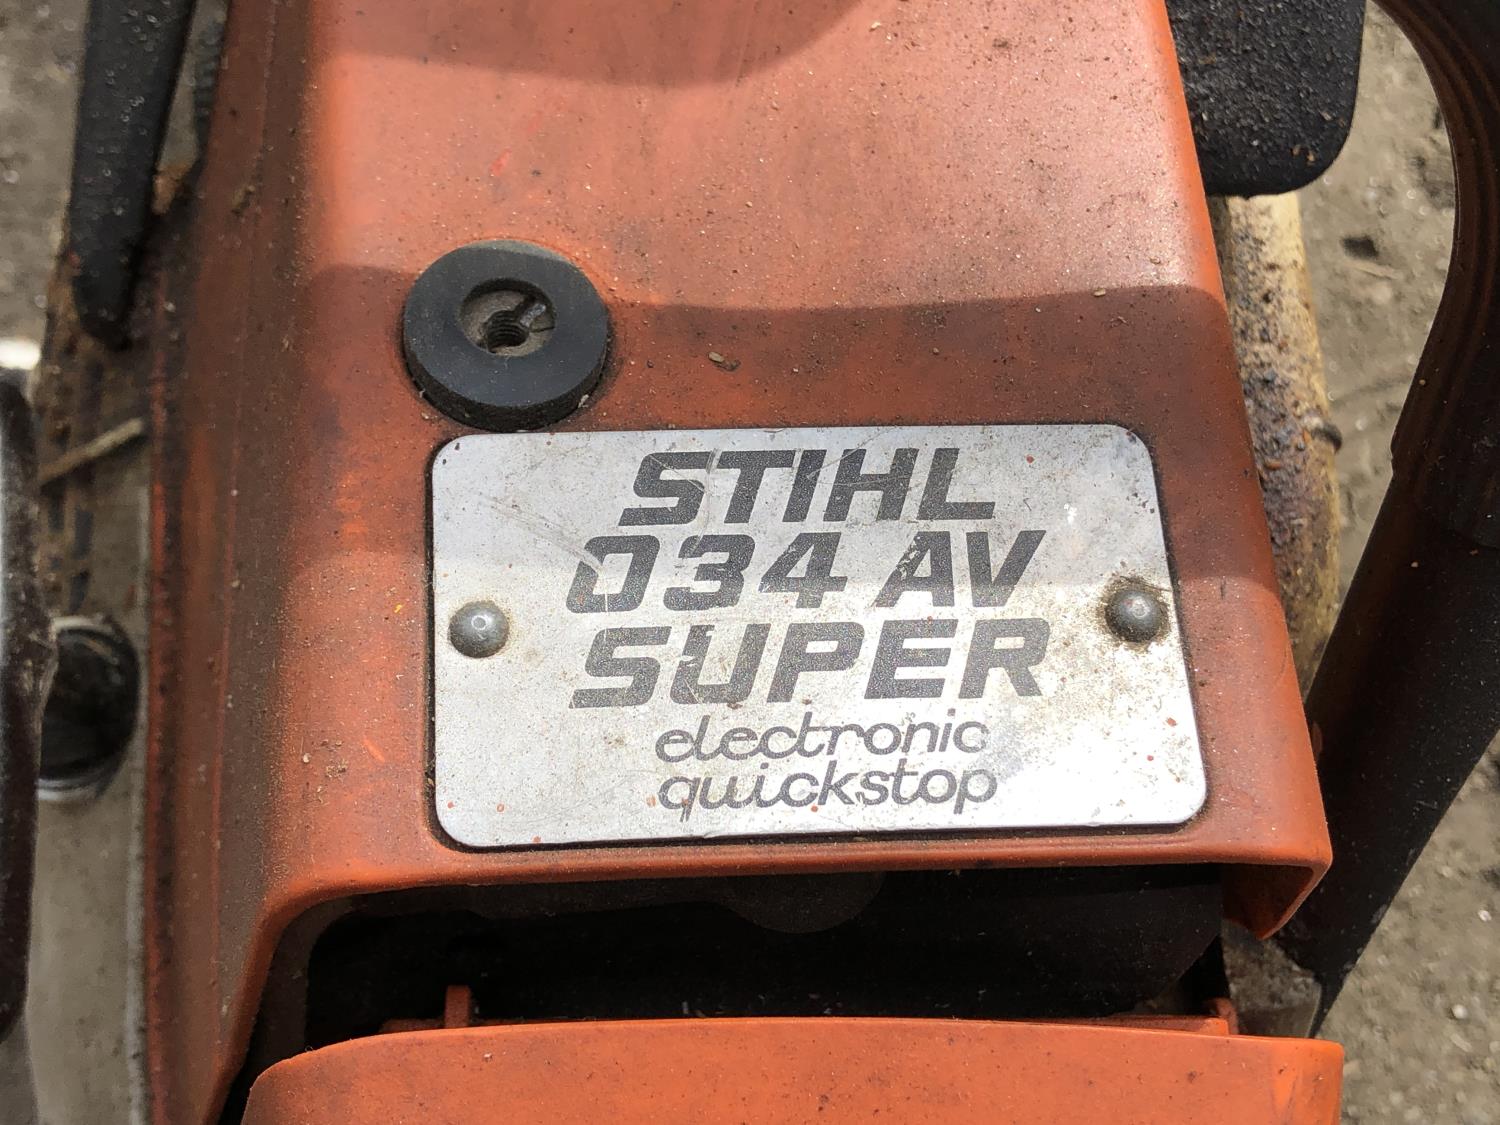 STIHL
034 AV
SUPER
electronic
quickstop